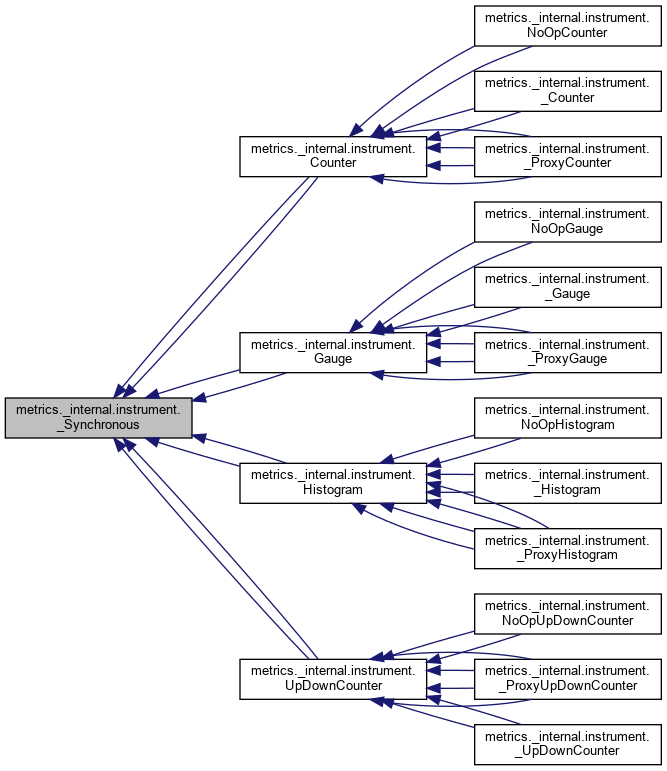 metrics._internal.instrument.
_Synchronous
metrics._internal.instrument.
Counter
metrics._internal.instrument.
NoOpCounter
metrics._internal.instrument.
_Counter
metrics._internal.instrument.
_ProxyCounter
metrics._internal.instrument.
Gauge
metrics._internal.instrument.
NoOpGauge
metrics._internal.instrument.
_Gauge
metrics._internal.instrument.
_ProxyGauge
metrics._internal.instrument.
Histogram
metrics._internal.instrument.
NoOpHistogram
metrics._internal.instrument.
_Histogram
metrics._internal.instrument.
_ProxyHistogram
metrics._internal.instrument.
UpDownCounter
metrics._internal.instrument.
NoOpUpDownCounter
metrics._internal.instrument.
_ProxyUpDownCounter
metrics._internal.instrument.
_UpDownCounter